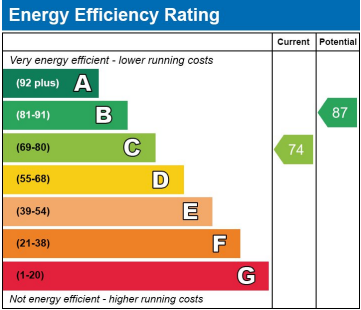 Energy Efficiency Rating
Current Potential
Very energy efficient - lower running costs
(92 plus) A
(81-91) B
87
(69-80) C
74
(55-68) D
(39-54) E
(21-38) F
(1-20) G
Not energy efficient - higher running costs